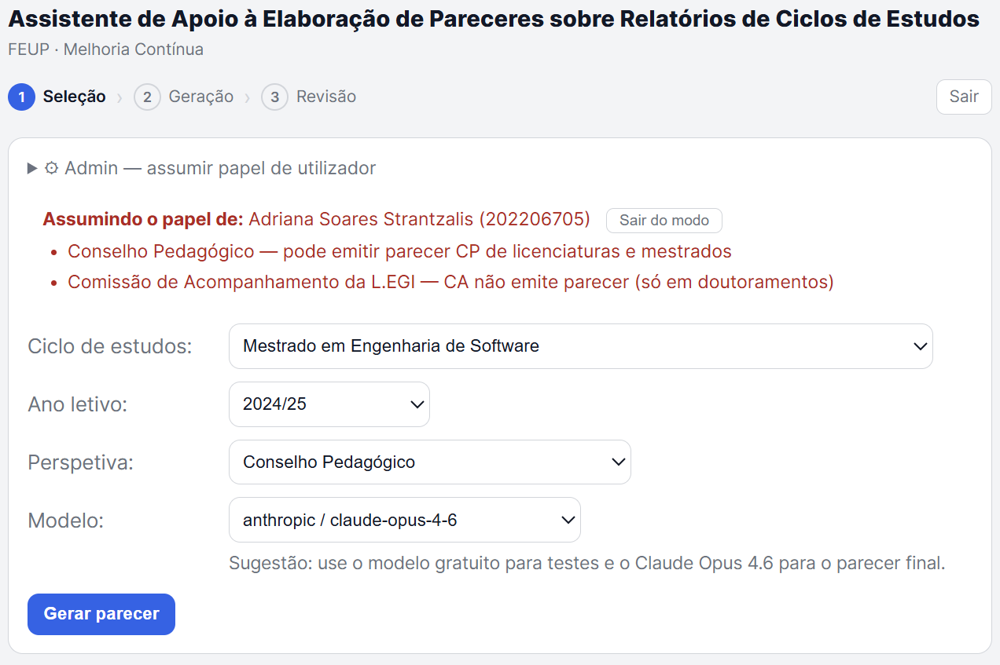 Assistente de Apoio à Elaboração de Pareceres sobre Relatórios de Ciclos de Estudos
FEUP · Melhoria Contínua
1 Seleção › 2 Geração › 3 Revisão
Sair
▶ ⚙ Admin — assumir papel de utilizador
Assumindo o papel de: Adriana Soares Strantzalis (202206705) Sair do modo
• Conselho Pedagógico — pode emitir parecer CP de licenciaturas e mestrados
• Comissão de Acompanhamento da L.EGI — CA não emite parecer (só em doutoramentos)
Ciclo de estudos: Mestrado em Engenharia de Software
Ano letivo: 2024/25
Perspetiva: Conselho Pedagógico
Modelo: anthropic / claude-opus-4-6
Sugestão: use o modelo gratuito para testes e o Claude Opus 4.6 para o parecer final.
Gerar parecer